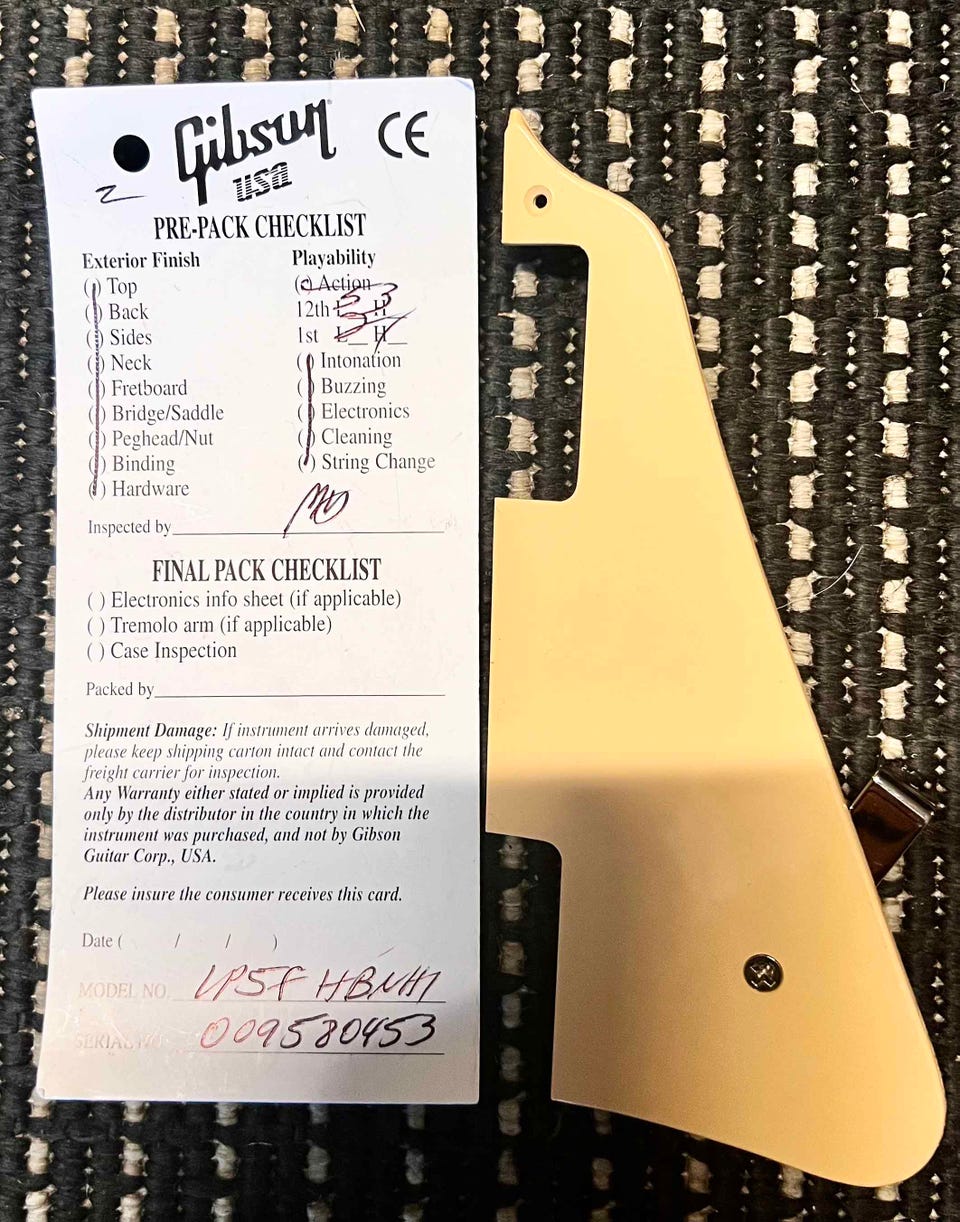 Gibson CE
USA
2
PRE-PACK CHECKLIST
Exterior Finish
( ) Top
( ) Back
( ) Sides
( ) Neck
( ) Fretboard
( ) Bridge/Saddle
( ) Peghead/Nut
( ) Binding
( ) Hardware
Playability
( ) Action
12th L 5 H 3
1st L H
( ) Intonation
( ) Buzzing
( ) Electronics
( ) Cleaning
( ) String Change
Inspected by
FINAL PACK CHECKLIST
( ) Electronics info sheet (if applicable)
( ) Tremolo arm (if applicable)
( ) Case Inspection
Packed by
Shipment Damage: If instrument arrives damaged,
please keep shipping carton intact and contact the
freight carrier for inspection.
Any Warranty either stated or implied is provided
only by the distributor in the country in which the
instrument was purchased, and not by Gibson
Guitar Corp., USA.
Please insure the consumer receives this card.
Date ( / / )
MODEL NO. LPSF HBNH1
SERIAL NO. 009580453